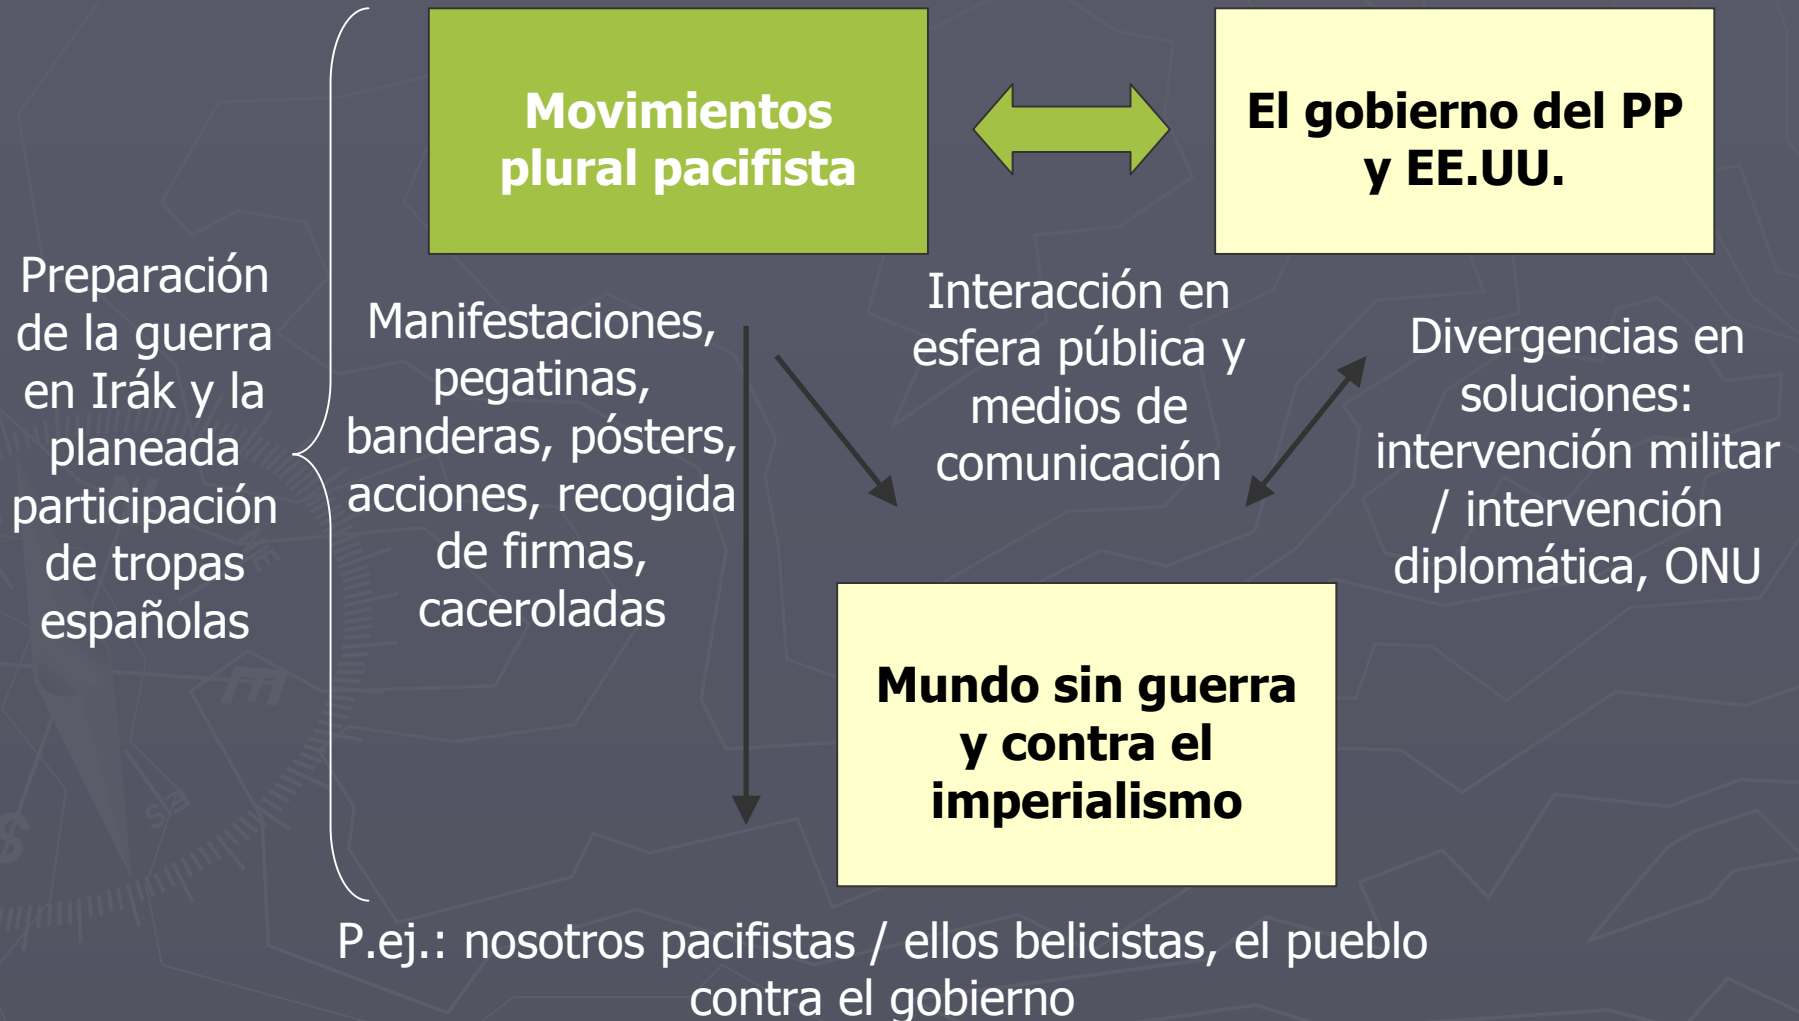 Movimientos
plural pacifista
El gobierno del PP
y EE.UU.
Preparación
de la guerra
en Irák y la
planeada
participación
de tropas
españolas
Manifestaciones,
pegatinas,
banderas, pósters,
acciones, recogida
de firmas,
caceroladas
Interacción en
esfera pública y
medios de
comunicación
Divergencias en
soluciones:
intervención militar
/ intervención
diplomática, ONU
Mundo sin guerra
y contra el
imperialismo
P.ej.: nosotros pacifistas / ellos belicistas, el pueblo
contra el gobierno
NE
E
SE
S